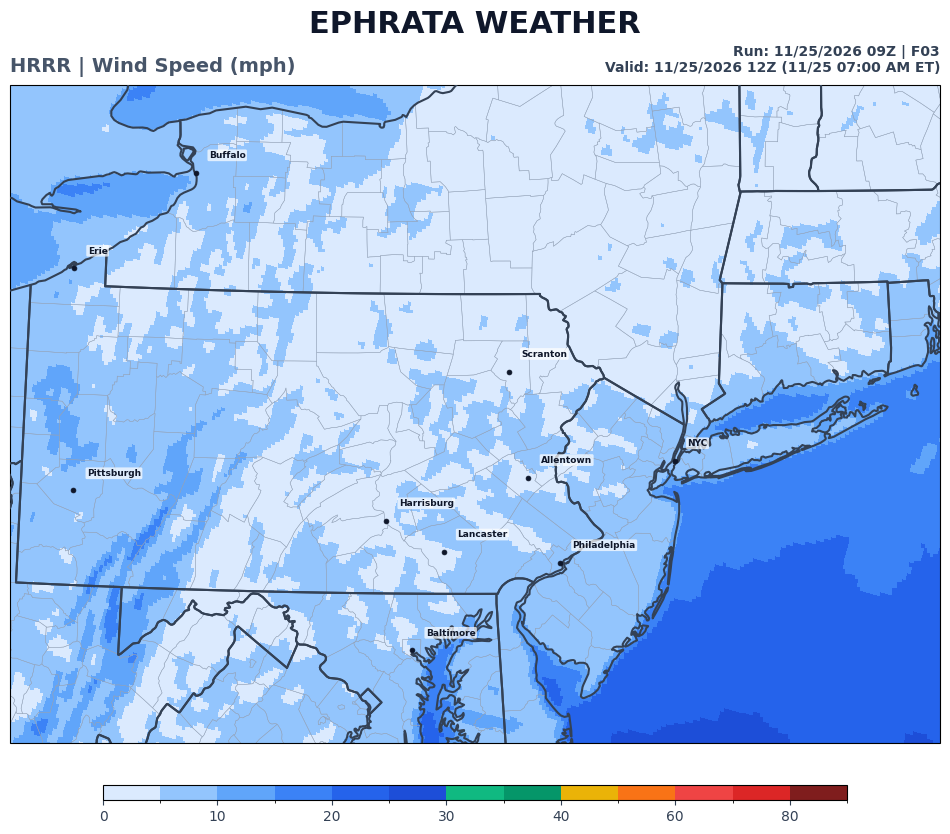 EPHRATA WEATHER
HRRR | Wind Speed (mph)
Run: 11/25/2026 09Z | F03
Valid: 11/25/2026 12Z (11/25 07:00 AM ET)
Buffalo
Erie
Scranton
NYC
Allentown
Pittsburgh
Harrisburg
Lancaster
Philadelphia
Baltimore
0 10 20 30 40 60 80